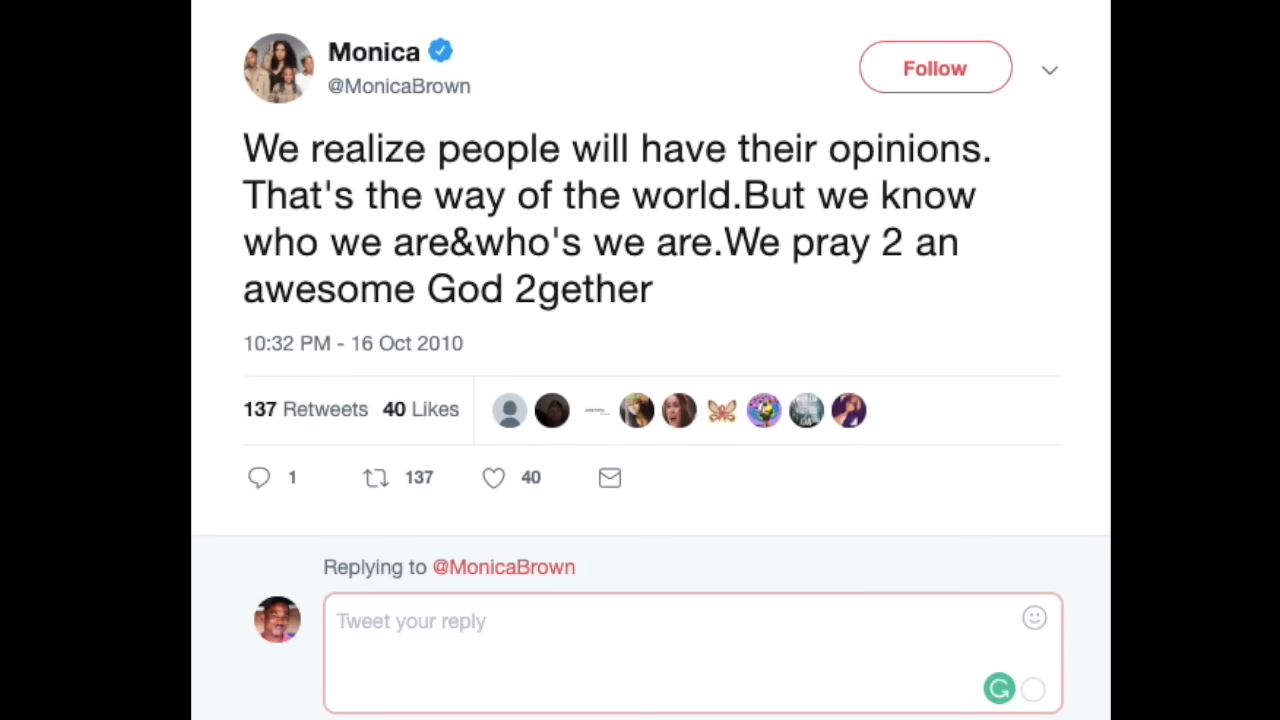 Monica
@MonicaBrown
Follow
We realize people will have their opinions.
That's the way of the world.But we know
who we are&who's we are.We pray 2 an
awesome God 2gether
10:32 PM - 16 Oct 2010
137 Retweets 40 Likes
1 137 40
Replying to @MonicaBrown
Tweet your reply